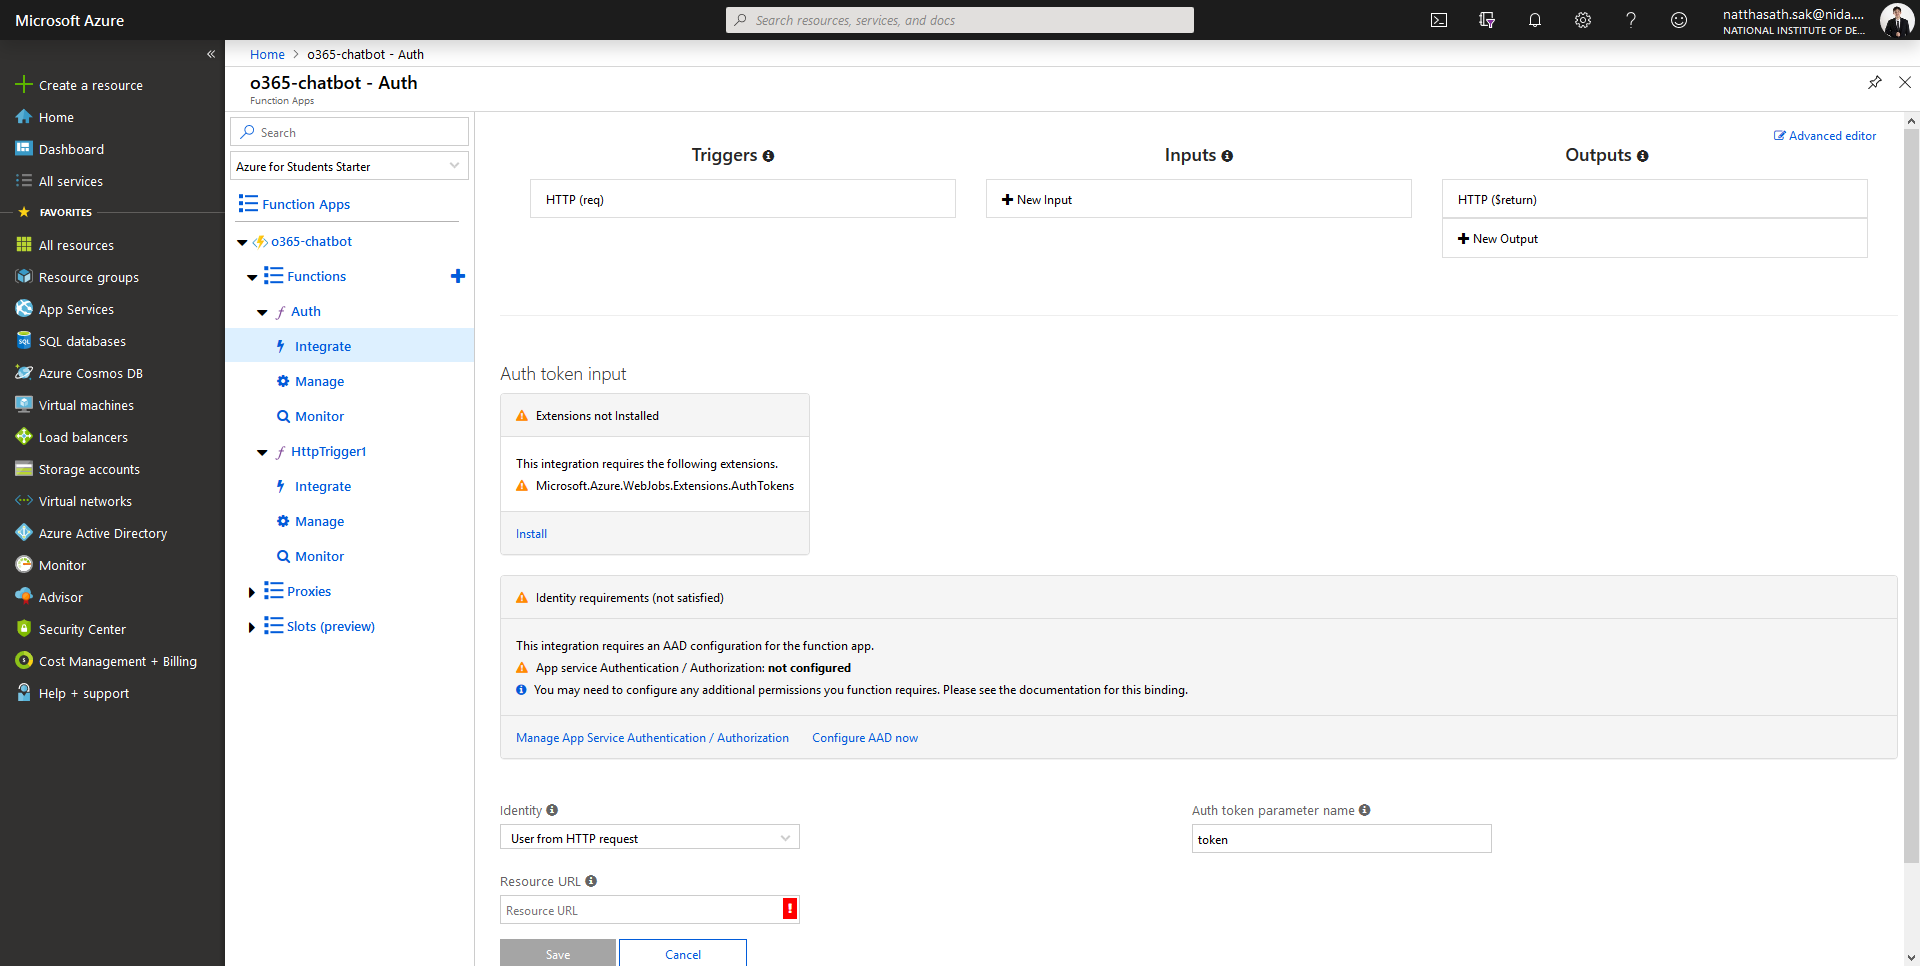 Microsoft Azure
Search resources, services, and docs
natthasath.sak@nida....
NATIONAL INSTITUTE OF DE...
Create a resource
Home
Dashboard
All services
FAVORITES
All resources
Resource groups
App Services
SQL databases
Azure Cosmos DB
Virtual machines
Load balancers
Storage accounts
Virtual networks
Azure Active Directory
Monitor
Advisor
Security Center
Cost Management + Billing
Help + support
Home > o365-chatbot - Auth
o365-chatbot - Auth
Function Apps
Search
Azure for Students Starter
Function Apps
o365-chatbot
Functions
Auth
Integrate
Manage
Monitor
HttpTrigger1
Integrate
Manage
Monitor
Proxies
Slots (preview)
Advanced editor
Triggers
HTTP (req)
Inputs
New Input
Outputs
HTTP ($return)
New Output
Auth token input
Extensions not Installed
This integration requires the following extensions.
Microsoft.Azure.WebJobs.Extensions.AuthTokens
Install
Identity requirements (not satisfied)
This integration requires an AAD configuration for the function app.
App service Authentication / Authorization: not configured
You may need to configure any additional permissions you function requires. Please see the documentation for this binding.
Manage App Service Authentication / Authorization
Configure AAD now
Identity
User from HTTP request
Auth token parameter name
token
Resource URL
Resource URL
Save
Cancel